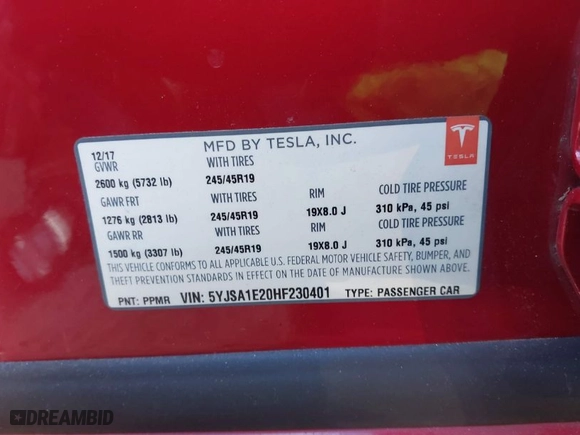 MFD BY TESLA, INC.
TESLA
12/17
GVWR WITH TIRES
2600 kg (5732 lb) 245/45R19
GAWR FRT WITH TIRES RIM COLD TIRE PRESSURE
1276 kg (2813 lb) 245/45R19 19X8.0 J 310 kPa, 45 psi
GAWR RR WITH TIRES RIM COLD TIRE PRESSURE
1500 kg (3307 lb) 245/45R19 19X8.0 J 310 kPa, 45 psi
THIS VEHICLE CONFORMS TO ALL APPLICABLE U.S. FEDERAL MOTOR VEHICLE SAFETY, BUMPER, AND
THEFT PREVENTION STANDARDS IN EFFECT ON THE DATE OF MANUFACTURE SHOWN ABOVE.
PNT: PPMR VIN: 5YJSA1E20HF230401 TYPE: PASSENGER CAR
DREAMBID